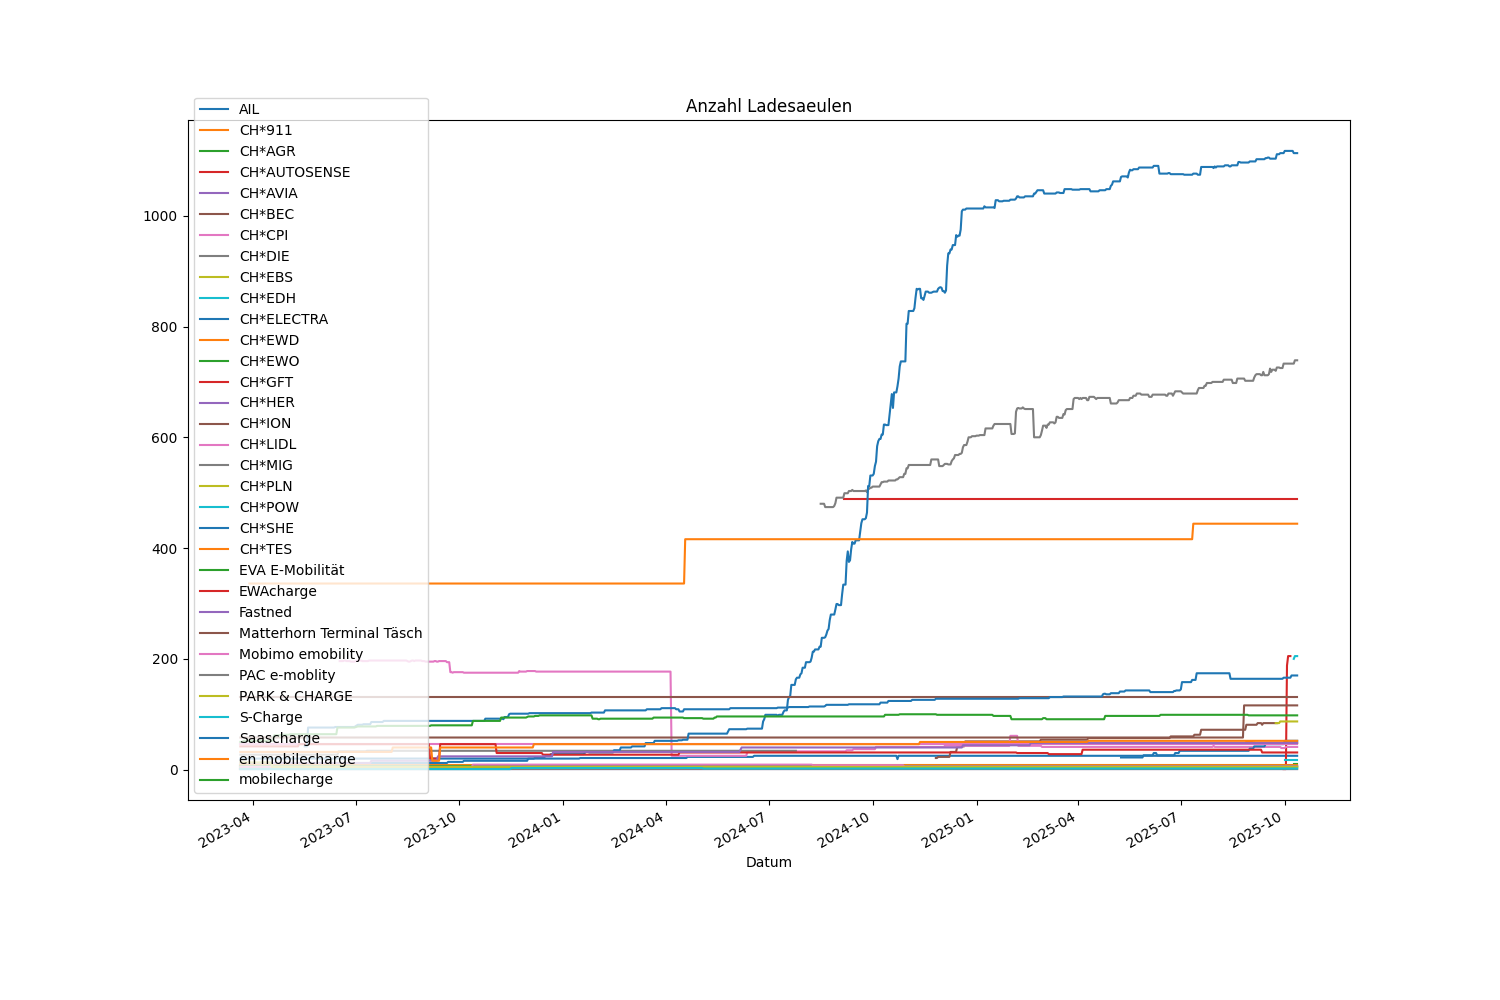 Anzahl Ladesaeulen
AIL
CH*911
CH*AGR
CH*AUTOSENSE
CH*AVIA
CH*BEC
CH*CPI
CH*DIE
CH*EBS
CH*EDH
CH*ELECTRA
CH*EWD
CH*EWO
CH*GFT
CH*HER
CH*ION
CH*LIDL
CH*MIG
CH*PLN
CH*POW
CH*SHE
CH*TES
EVA E-Mobilität
EWAcharge
Fastned
Matterhorn Terminal Täsch
Mobimo emobility
PAC e-moblity
PARK & CHARGE
S-Charge
Saascharge
en mobilecharge
mobilecharge
1000
800
600
400
200
0
2023-04
2023-07
2023-10
2024-01
2024-04
2024-07
2024-10
2025-01
2025-04
2025-07
2025-10
Datum